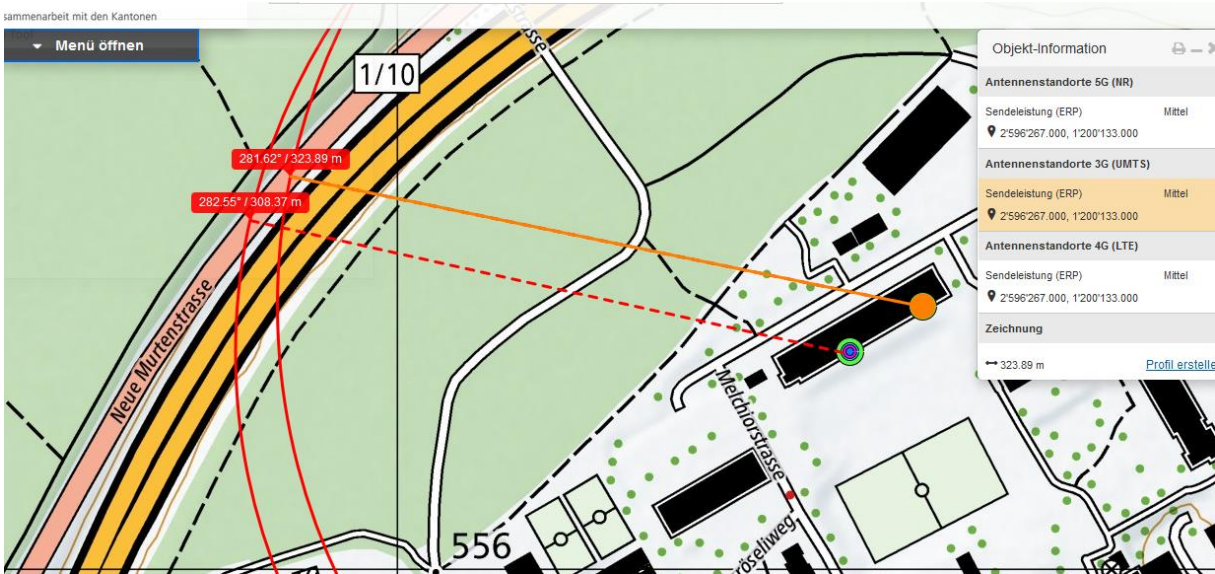 sammenarbeit mit den Kantonen
Menü öffnen
1/10
281.62° / 323.89 m
282.55° / 308.37 m
Neue Murtenstrasse
Melchiorstrasse
556
Objekt-Information
Antennenstandorte 5G (NR)
Sendeleistung (ERP) Mittel
2'596'267.000, 1'200'133.000
Antennenstandorte 3G (UMTS)
Sendeleistung (ERP) Mittel
2'596'267.000, 1'200'133.000
Antennenstandorte 4G (LTE)
Sendeleistung (ERP) Mittel
2'596'267.000, 1'200'133.000
Zeichnung
323.89 m Profil erstelle